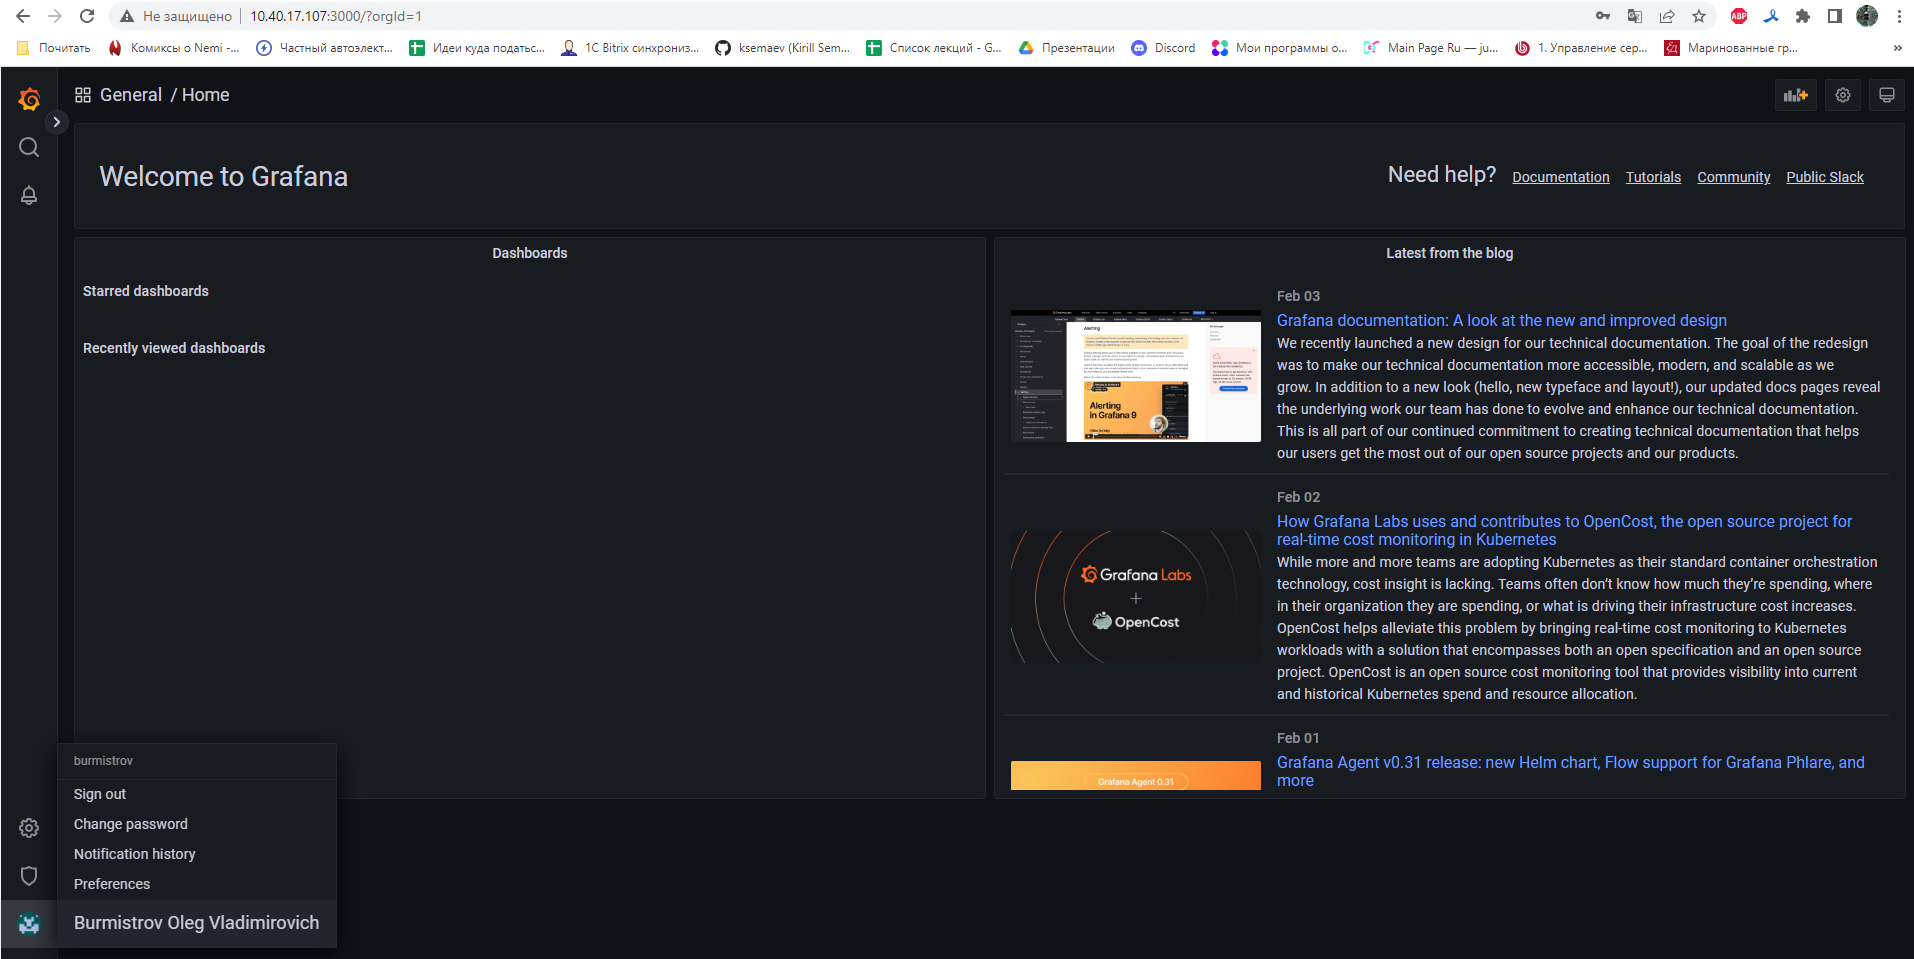 Не защищено
10.40.17.107:3000/?orgId=1
ABP
Почитать
Комиксы о Nemi -...
Частный автоэлект...
Идеи куда податьс...
1С Bitrix синхрониз...
ksemaev (Kirill Sem...
Список лекций - G...
Презентации
Discord
Мои программы о...
Main Page Ru — ju...
1. Управление сер...
Маринованные гр...
»
General / Home
Welcome to Grafana
Need help? Documentation Tutorials Community Public Slack
Dashboards
Starred dashboards
Recently viewed dashboards
Latest from the blog
Feb 03
Grafana documentation: A look at the new and improved design
We recently launched a new design for our technical documentation. The goal of the redesign
was to make our technical documentation more accessible, modern, and scalable as we
grow. In addition to a new look (hello, new typeface and layout!), our updated docs pages reveal
the underlying work our team has done to evolve and enhance our technical documentation.
This is all part of our continued commitment to creating technical documentation that helps
our users get the most out of our open source projects and our products.
Alerting
Alerting
in Grafana 9
Feb 02
How Grafana Labs uses and contributes to OpenCost, the open source project for
real-time cost monitoring in Kubernetes
While more and more teams are adopting Kubernetes as their standard container orchestration
technology, cost insight is lacking. Teams often don’t know how much they’re spending, where
in their organization they are spending, or what is driving their infrastructure cost increases.
OpenCost helps alleviate this problem by bringing real-time cost monitoring to Kubernetes
workloads with a solution that encompasses both an open specification and an open source
project. OpenCost is an open source cost monitoring tool that provides visibility into current
and historical Kubernetes spend and resource allocation.
Grafana Labs
+
OpenCost
Feb 01
Grafana Agent v0.31 release: new Helm chart, Flow support for Grafana Phlare, and
more
Grafana Agent 0.31
burmistrov
Sign out
Change password
Notification history
Preferences
Burmistrov Oleg Vladimirovich